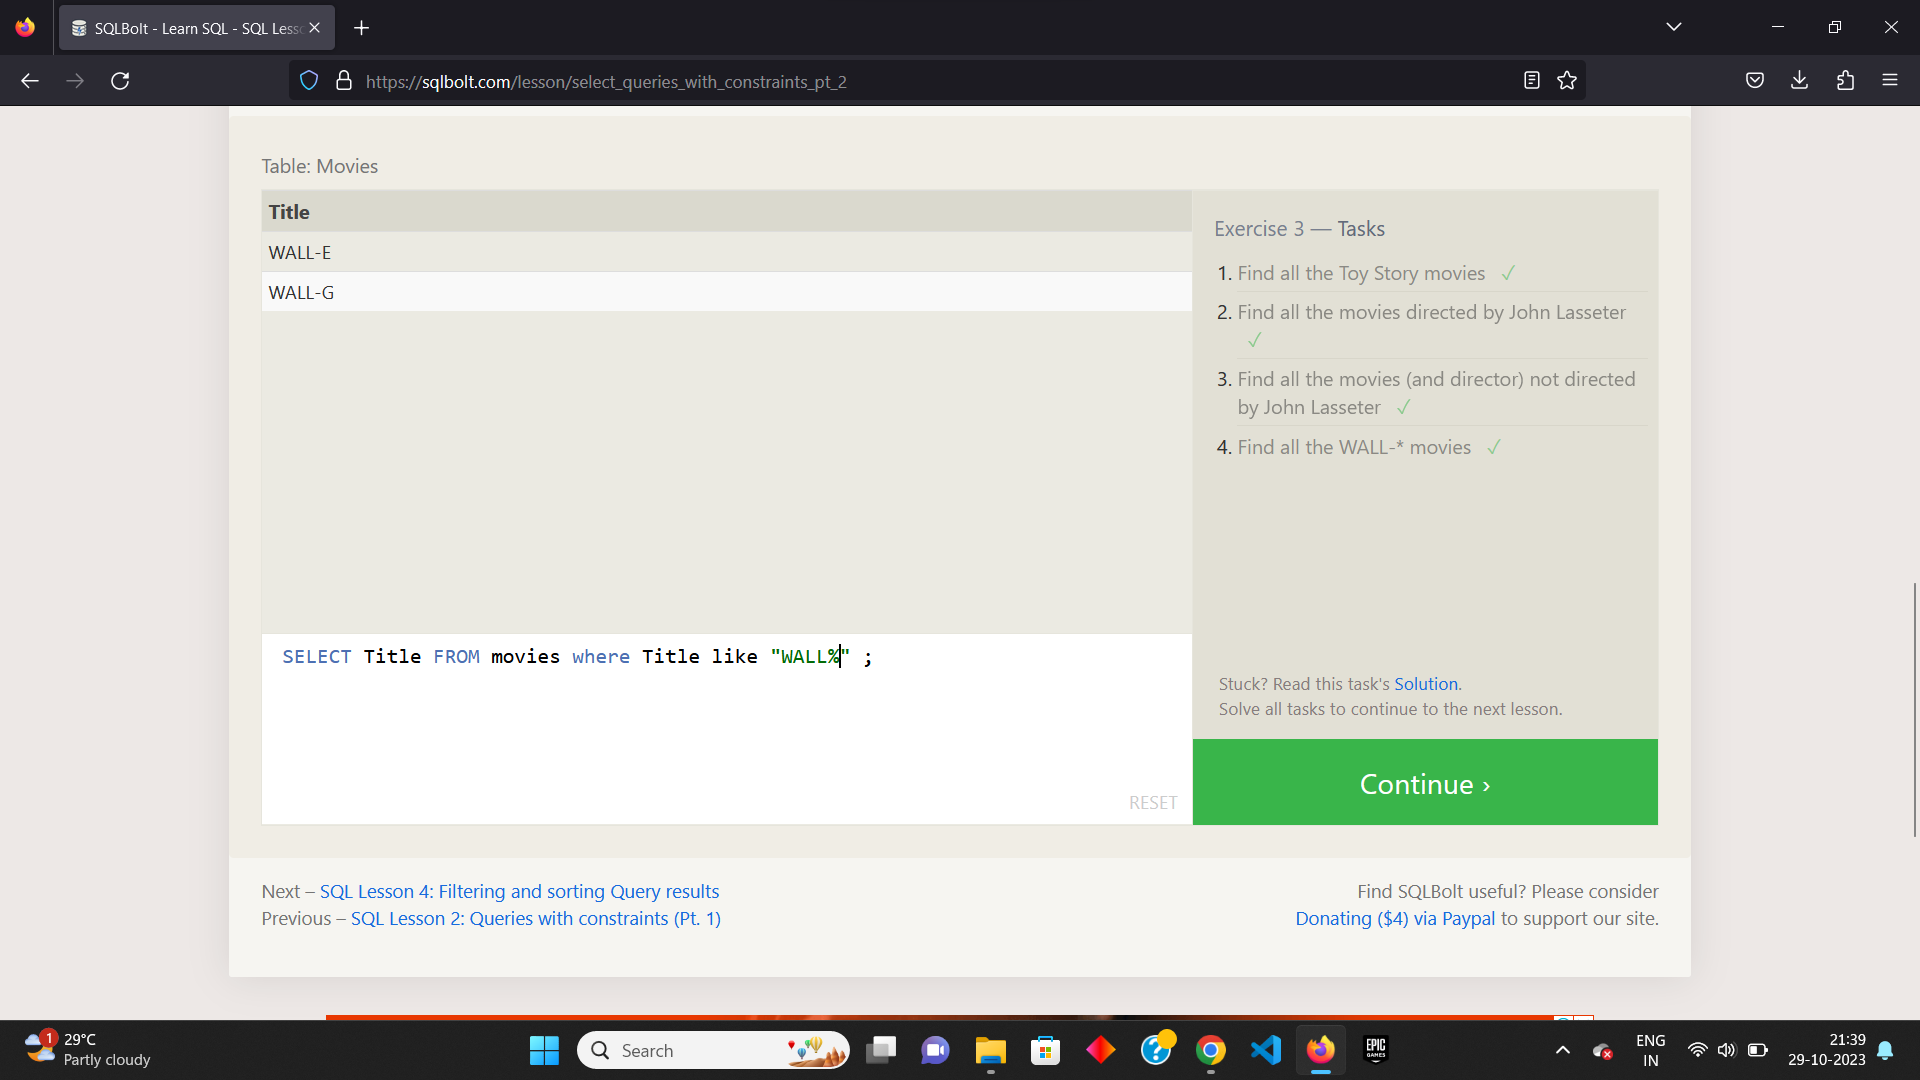 SQLBolt - Learn SQL - SQL Less
https://sqlbolt.com/lesson/select_queries_with_constraints_pt_2
Table: Movies
Title
WALL-E
WALL-G
SELECT Title FROM movies where Title like "WALL%" ;
RESET
Exercise 3 — Tasks
1. Find all the Toy Story movies ✓
2. Find all the movies directed by John Lasseter
✓
3. Find all the movies (and director) not directed
by John Lasseter ✓
4. Find all the WALL-* movies ✓
Stuck? Read this task's Solution.
Solve all tasks to continue to the next lesson.
Continue ›
Next – SQL Lesson 4: Filtering and sorting Query results
Previous – SQL Lesson 2: Queries with constraints (Pt. 1)
Find SQLBolt useful? Please consider
Donating ($4) via Paypal to support our site.
1
29°C
Partly cloudy
Search
EPIC
GAMES
ENG
IN
21:39
29-10-2023